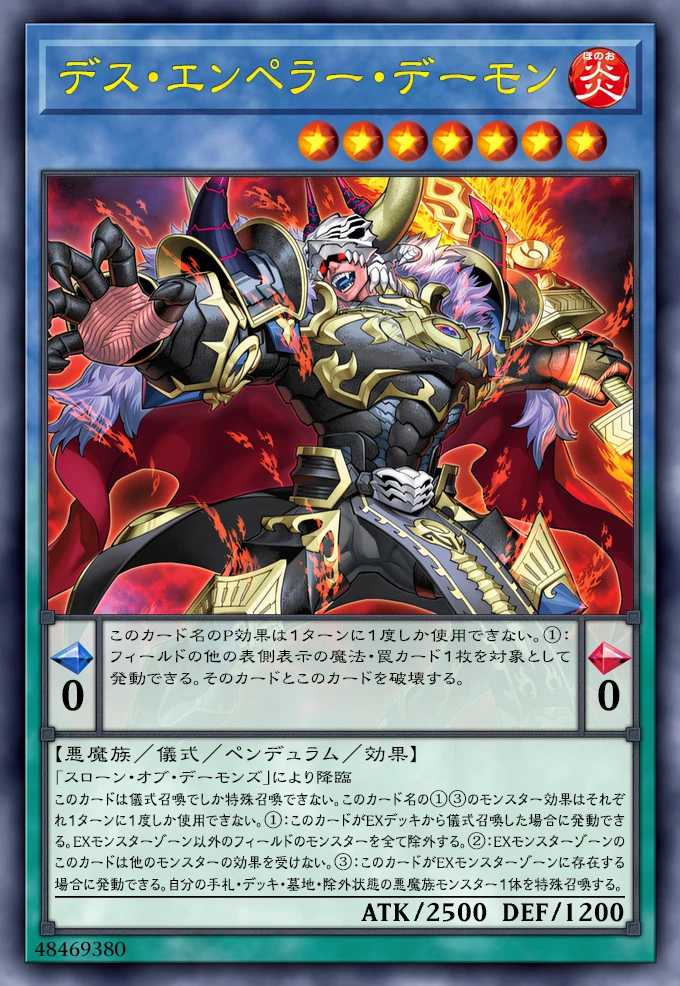 デス・エンペラー・デーモン
ほのお
炎
このカード名のP効果は1ターンに1度しか使用できない。①：
フィールドの他の表側表示の魔法・罠カード1枚を対象として
発動できる。そのカードとこのカードを破壊する。
0
0
【悪魔族／儀式／ペンデュラム／効果】
「スローン・オブ・デーモンズ」により降臨
このカードは儀式召喚でしか特殊召喚できない。このカード名の①③のモンスター効果はそれぞ
れ1ターンに1度しか使用できない。①：このカードがEXデッキから儀式召喚した場合に発動でき
る。EXモンスターゾーン以外のフィールドのモンスターを全て除外する。②：EXモンスターゾーンの
このカードは他のモンスターの効果を受けない。③：このカードがEXモンスターゾーンに存在する
場合に発動できる。自分の手札・デッキ・墓地・除外状態の悪魔族モンスター1体を特殊召喚する。
ATK/2500 DEF/1200
48469380